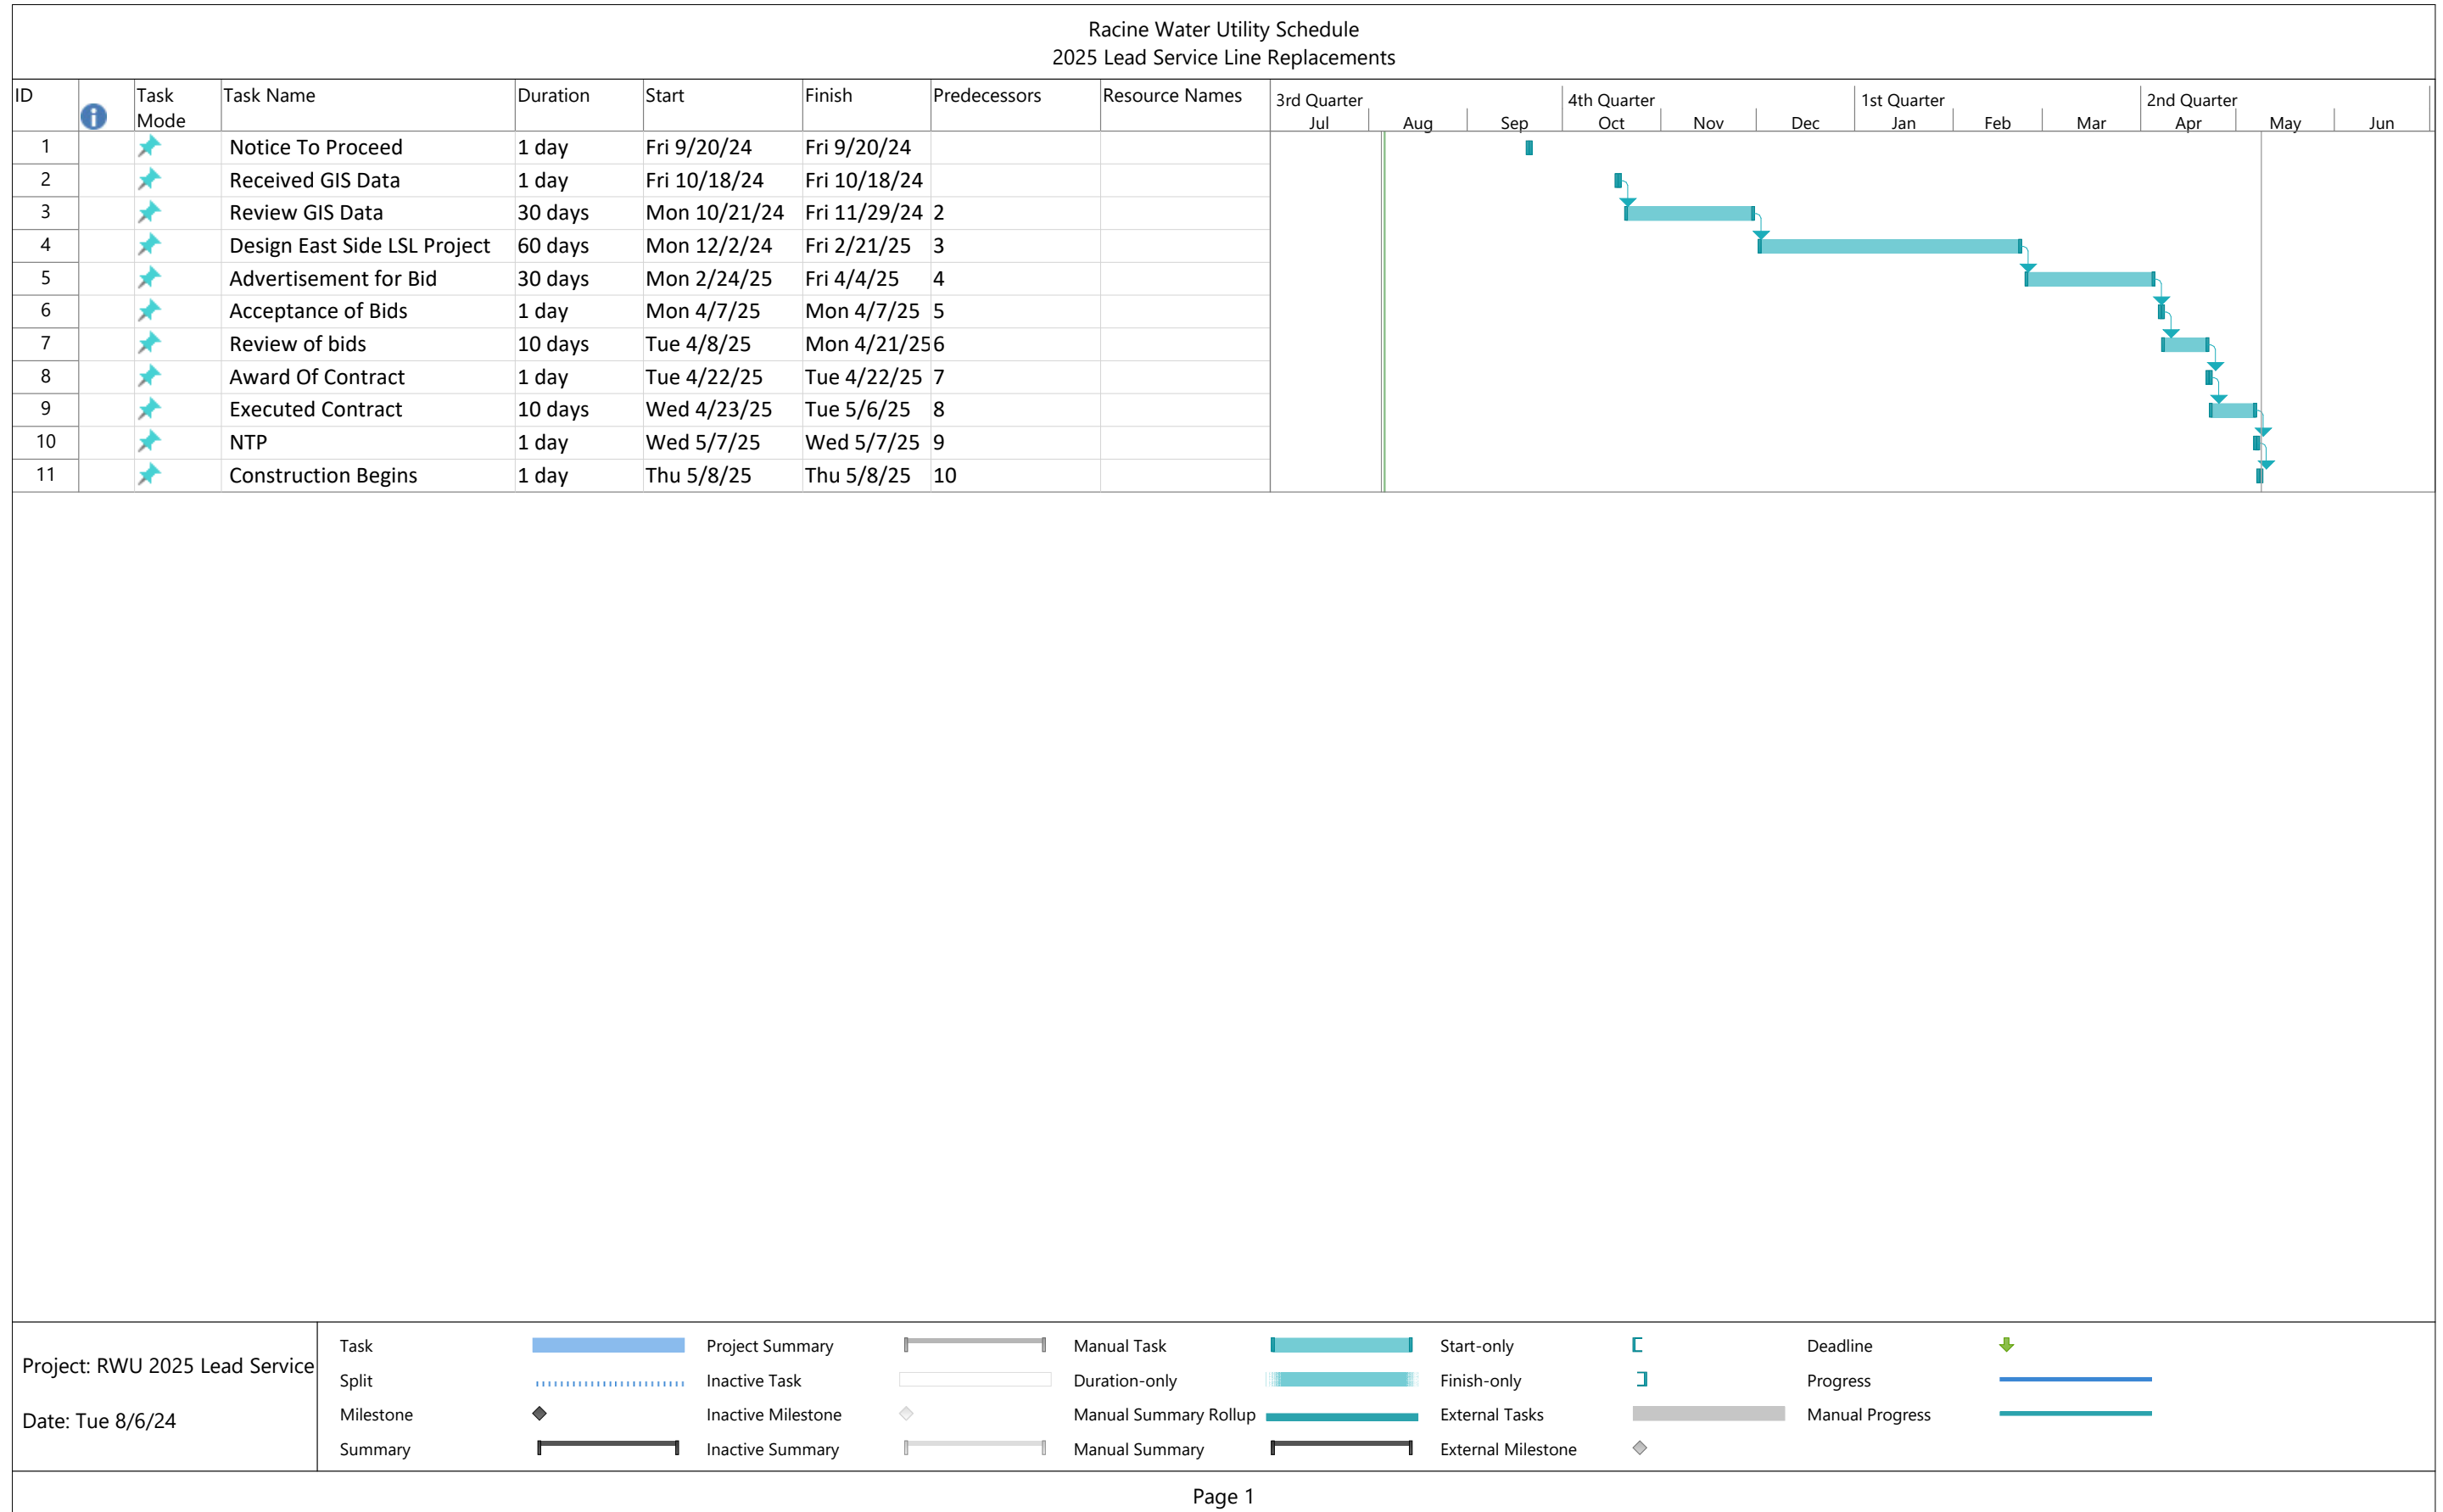 Racine Water Utility Schedule
2025 Lead Service Line Replacements
ID Task Mode Task Name Duration Start Finish Predecessors Resource Names
3rd Quarter 4th Quarter 1st Quarter 2nd Quarter
Jul Aug Sep Oct Nov Dec Jan Feb Mar Apr May Jun
1 Notice To Proceed 1 day Fri 9/20/24 Fri 9/20/24
2 Received GIS Data 1 day Fri 10/18/24 Fri 10/18/24
3 Review GIS Data 30 days Mon 10/21/24 Fri 11/29/24 2
4 Design East Side LSL Project 60 days Mon 12/2/24 Fri 2/21/25 3
5 Advertisement for Bid 30 days Mon 2/24/25 Fri 4/4/25 4
6 Acceptance of Bids 1 day Mon 4/7/25 Mon 4/7/25 5
7 Review of bids 10 days Tue 4/8/25 Mon 4/21/25 6
8 Award Of Contract 1 day Tue 4/22/25 Tue 4/22/25 7
9 Executed Contract 10 days Wed 4/23/25 Tue 5/6/25 8
10 NTP 1 day Wed 5/7/25 Wed 5/7/25 9
11 Construction Begins 1 day Thu 5/8/25 Thu 5/8/25 10
Project: RWU 2025 Lead Service
Date: Tue 8/6/24
Task
Split
Milestone
Summary
Project Summary
Inactive Task
Inactive Milestone
Inactive Summary
Manual Task
Duration-only
Manual Summary Rollup
Manual Summary
Start-only
Finish-only
External Tasks
External Milestone
Deadline
Progress
Manual Progress
Page 1